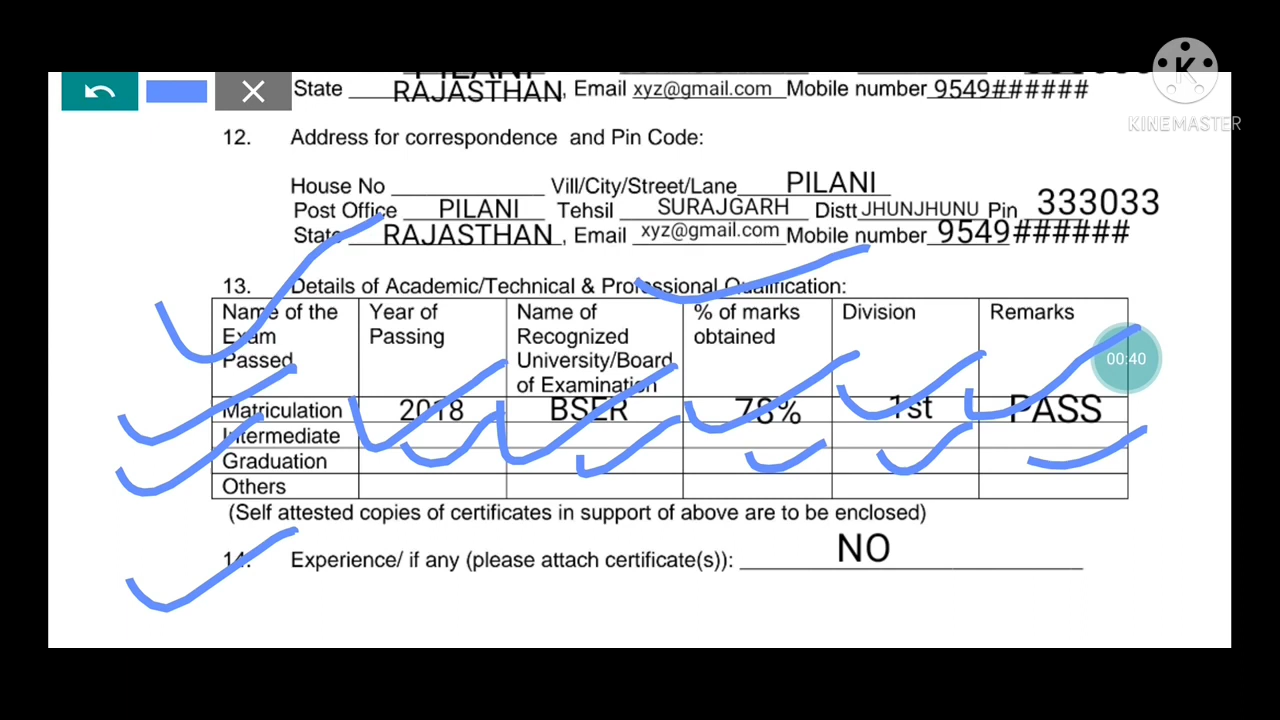 State RAJASTHAN, Email xyz@gmail.com Mobile number 9549######
KINEMASTER
12. Address for correspondence and Pin Code:
House No Vill/City/Street/Lane PILANI
Post Office PILANI Tehsil SURAJGARH Distt JHUNJHUNU Pin 333033
State RAJASTHAN, Email xyz@gmail.com Mobile number 9549######
13. Details of Academic/Technical & Professional Qualification:
Name of the Exam Passed Year of Passing Name of Recognized University/Board of Examination % of marks obtained Division Remarks
00:40
Matriculation 2018 BSER 78% 1st PASS
Intermediate
Graduation
Others
(Self attested copies of certificates in support of above are to be enclosed)
14. Experience/ if any (please attach certificate(s)): NO